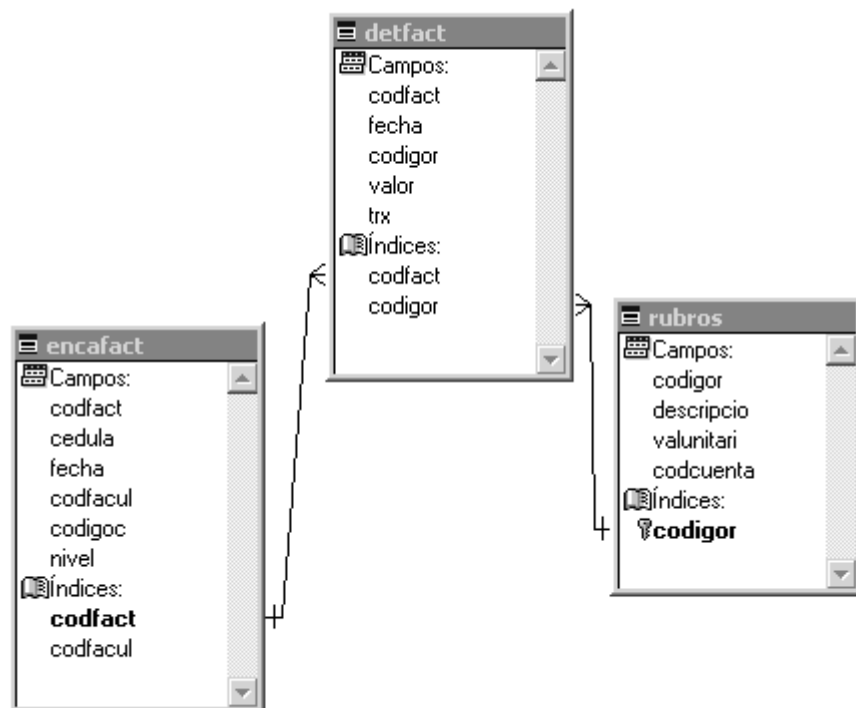 detfact
Campos:
codfact
fecha
codigor
valor
trx
Índices:
codfact
codigor
encafact
Campos:
codfact
cedula
fecha
codfacul
codigoc
nivel
Índices:
codfact
codfacul
rubros
Campos:
codigor
descripcio
valunitari
codcuenta
Índices:
codigor